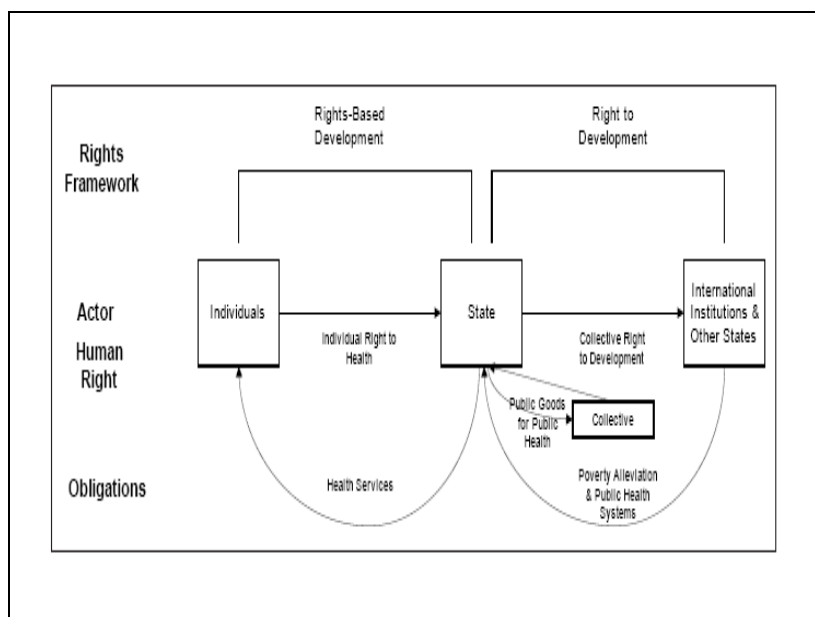 Rights-Based
Development
Right to
Development
Rights
Framework
Actor
Individuals
State
International
Institutions &
Other States
Human
Right
Individual Right to
Health
Collective Right
to Development
Public Goods
for Public
Health
Collective
Obligations
Health Services
Poverty Alleviation
& Public Health
Systems